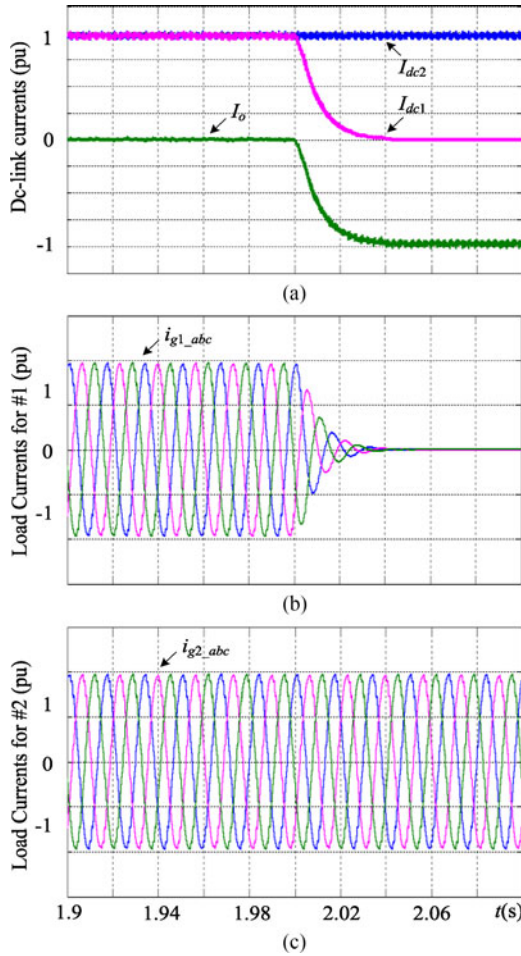 Dc-link currents (pu)
1
0
-1
I_dc2
I_o
I_dc1
(a)
Load Currents for #1 (pu)
i_g1_abc
1
0
-1
(b)
Load Currents for #2 (pu)
i_g2_abc
1
0
-1
1.9 1.94 1.98 2.02 2.06 t(s)
(c)